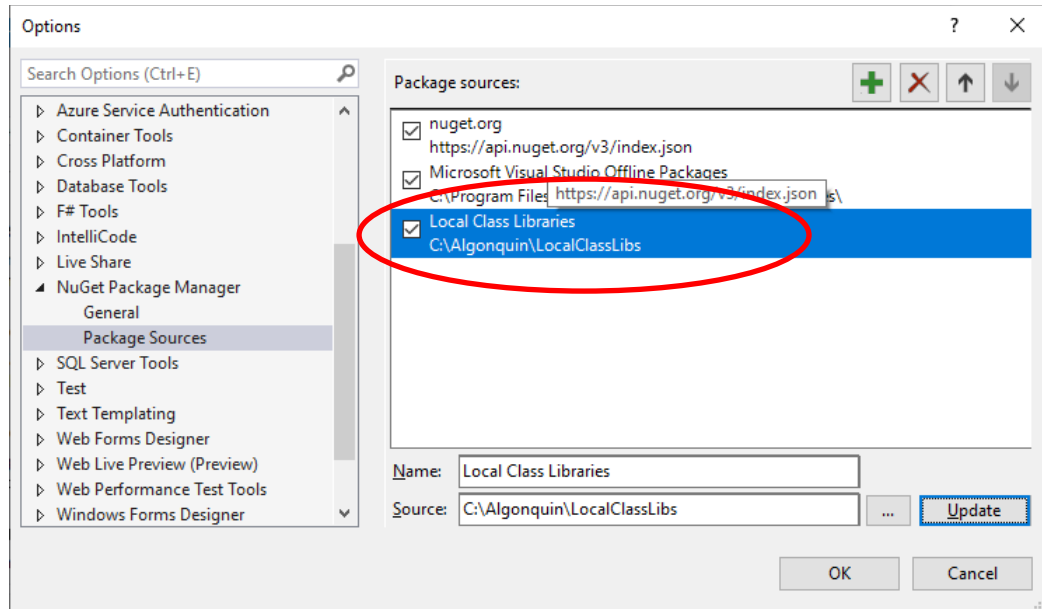 Options
?
Search Options (Ctrl+E)
Azure Service Authentication
Container Tools
Cross Platform
Database Tools
F# Tools
IntelliCode
Live Share
NuGet Package Manager
General
Package Sources
SQL Server Tools
Test
Text Templating
Web Forms Designer
Web Live Preview (Preview)
Web Performance Test Tools
Windows Forms Designer
Package sources:
nuget.org
https://api.nuget.org/v3/index.json
Microsoft Visual Studio Offline Packages
C:\Program Files
https://api.nuget.org/v3/index.json
s\
Local Class Libraries
C:\Algonquin\LocalClassLibs
Name: Local Class Libraries
Source: C:\Algonquin\LocalClassLibs ... Update
OK Cancel